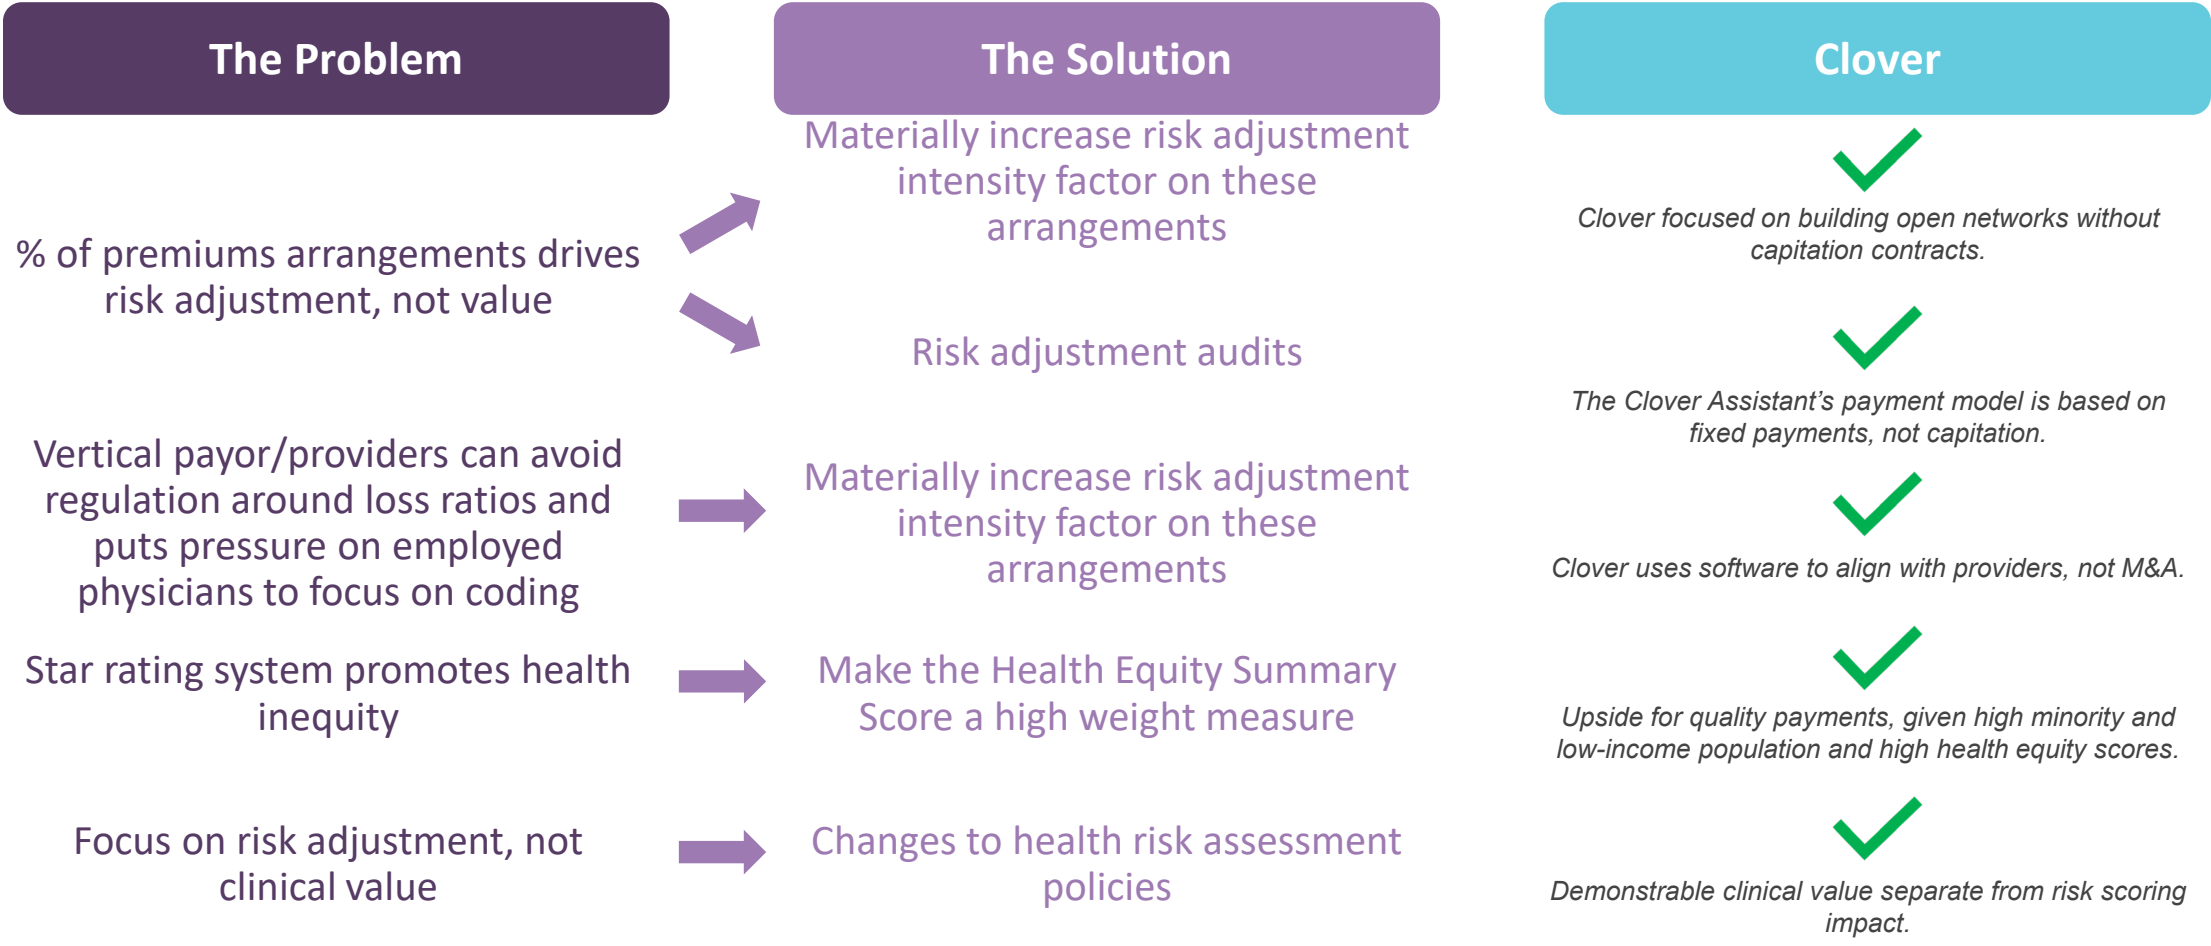 The Problem
The Solution
Clover
% of premiums arrangements drives
risk adjustment, not value
Materially increase risk adjustment
intensity factor on these
arrangements
Risk adjustment audits
Clover focused on building open networks without
capitation contracts.
The Clover Assistant’s payment model is based on
fixed payments, not capitation.
Vertical payor/providers can avoid
regulation around loss ratios and
puts pressure on employed
physicians to focus on coding
Materially increase risk adjustment
intensity factor on these
arrangements
Clover uses software to align with providers, not M&A.
Star rating system promotes health
inequity
Make the Health Equity Summary
Score a high weight measure
Upside for quality payments, given high minority and
low-income population and high health equity scores.
Focus on risk adjustment, not
clinical value
Changes to health risk assessment
policies
Demonstrable clinical value separate from risk scoring
impact.